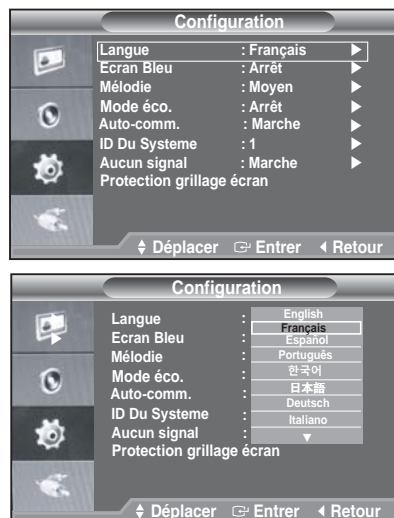 Configuration
Langue : Français ▶
Ecran Bleu : Arrêt ▶
Mélodie : Moyen ▶
Mode éco. : Arrêt ▶
Auto-comm. : Marche ▶
ID Du Systeme : 1 ▶
Aucun signal : Marche ▶
Protection grillage écran
Déplacer Entrer Retour
Configuration
Langue : English
Français
Ecran Bleu : Español
Mélodie : Português
Mode éco. : 한국어
Auto-comm. : 日本語
Deutsch
ID Du Systeme : Italiano
Aucun signal : ▼
Protection grillage écran
Déplacer Entrer Retour